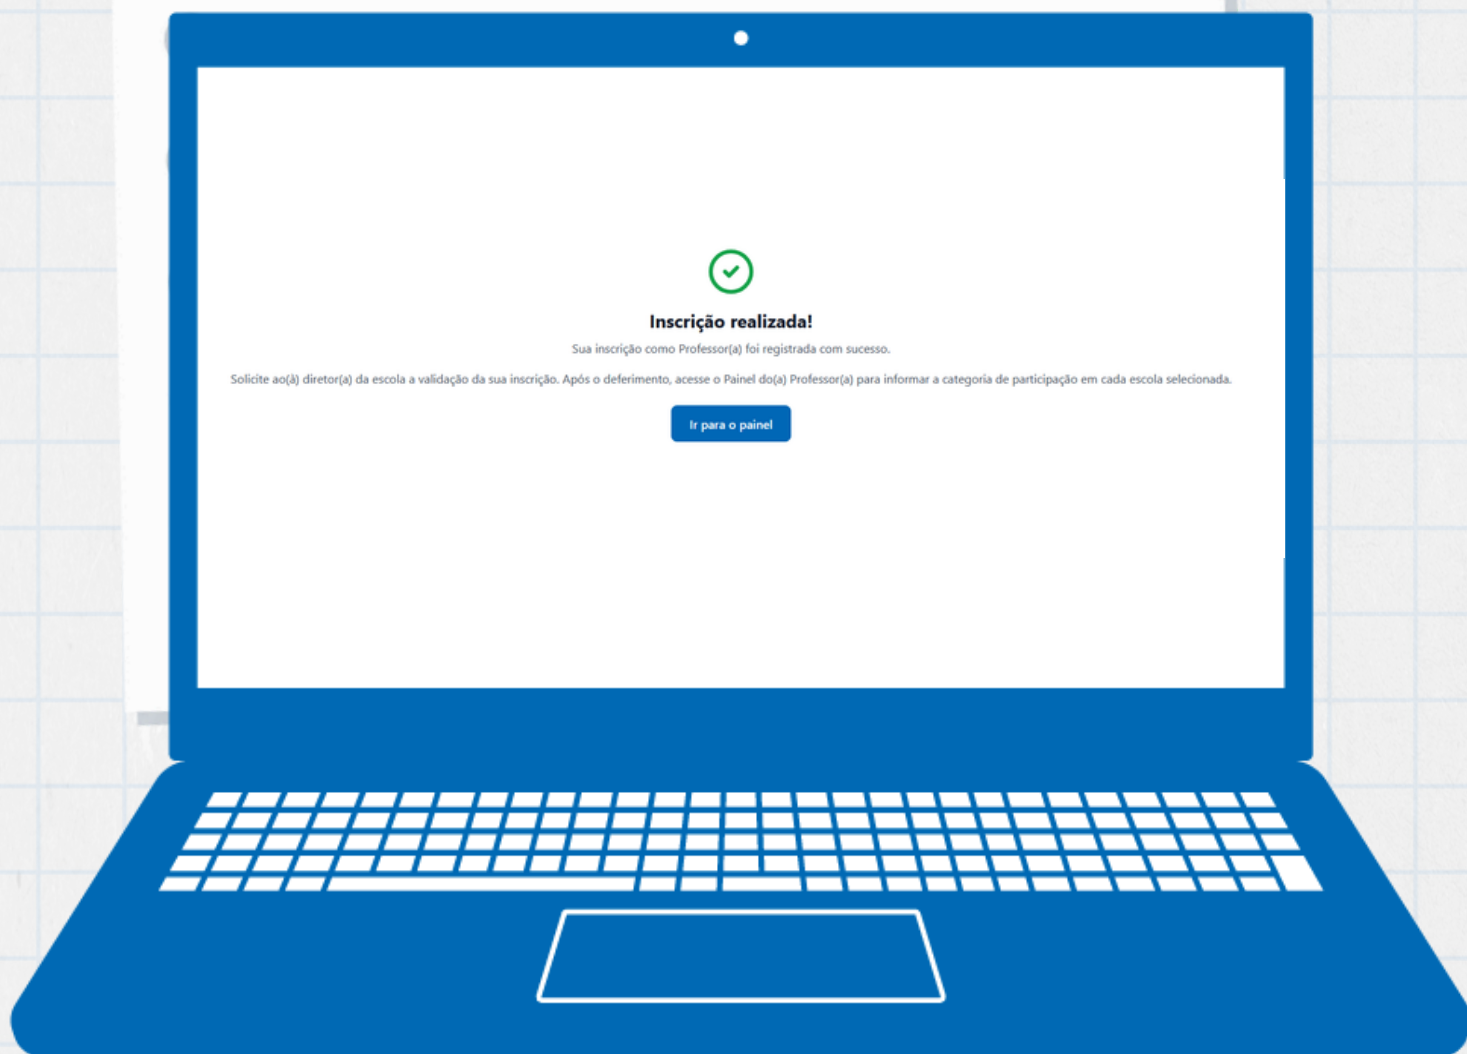 Inscrição realizada!
Sua inscrição como Professor(a) foi registrada com sucesso.
Solicite ao(à) diretor(a) da escola a validação da sua inscrição. Após o deferimento, acesse o Painel do(a) Professor(a) para informar a categoria de participação em cada escola selecionada.
Ir para o painel